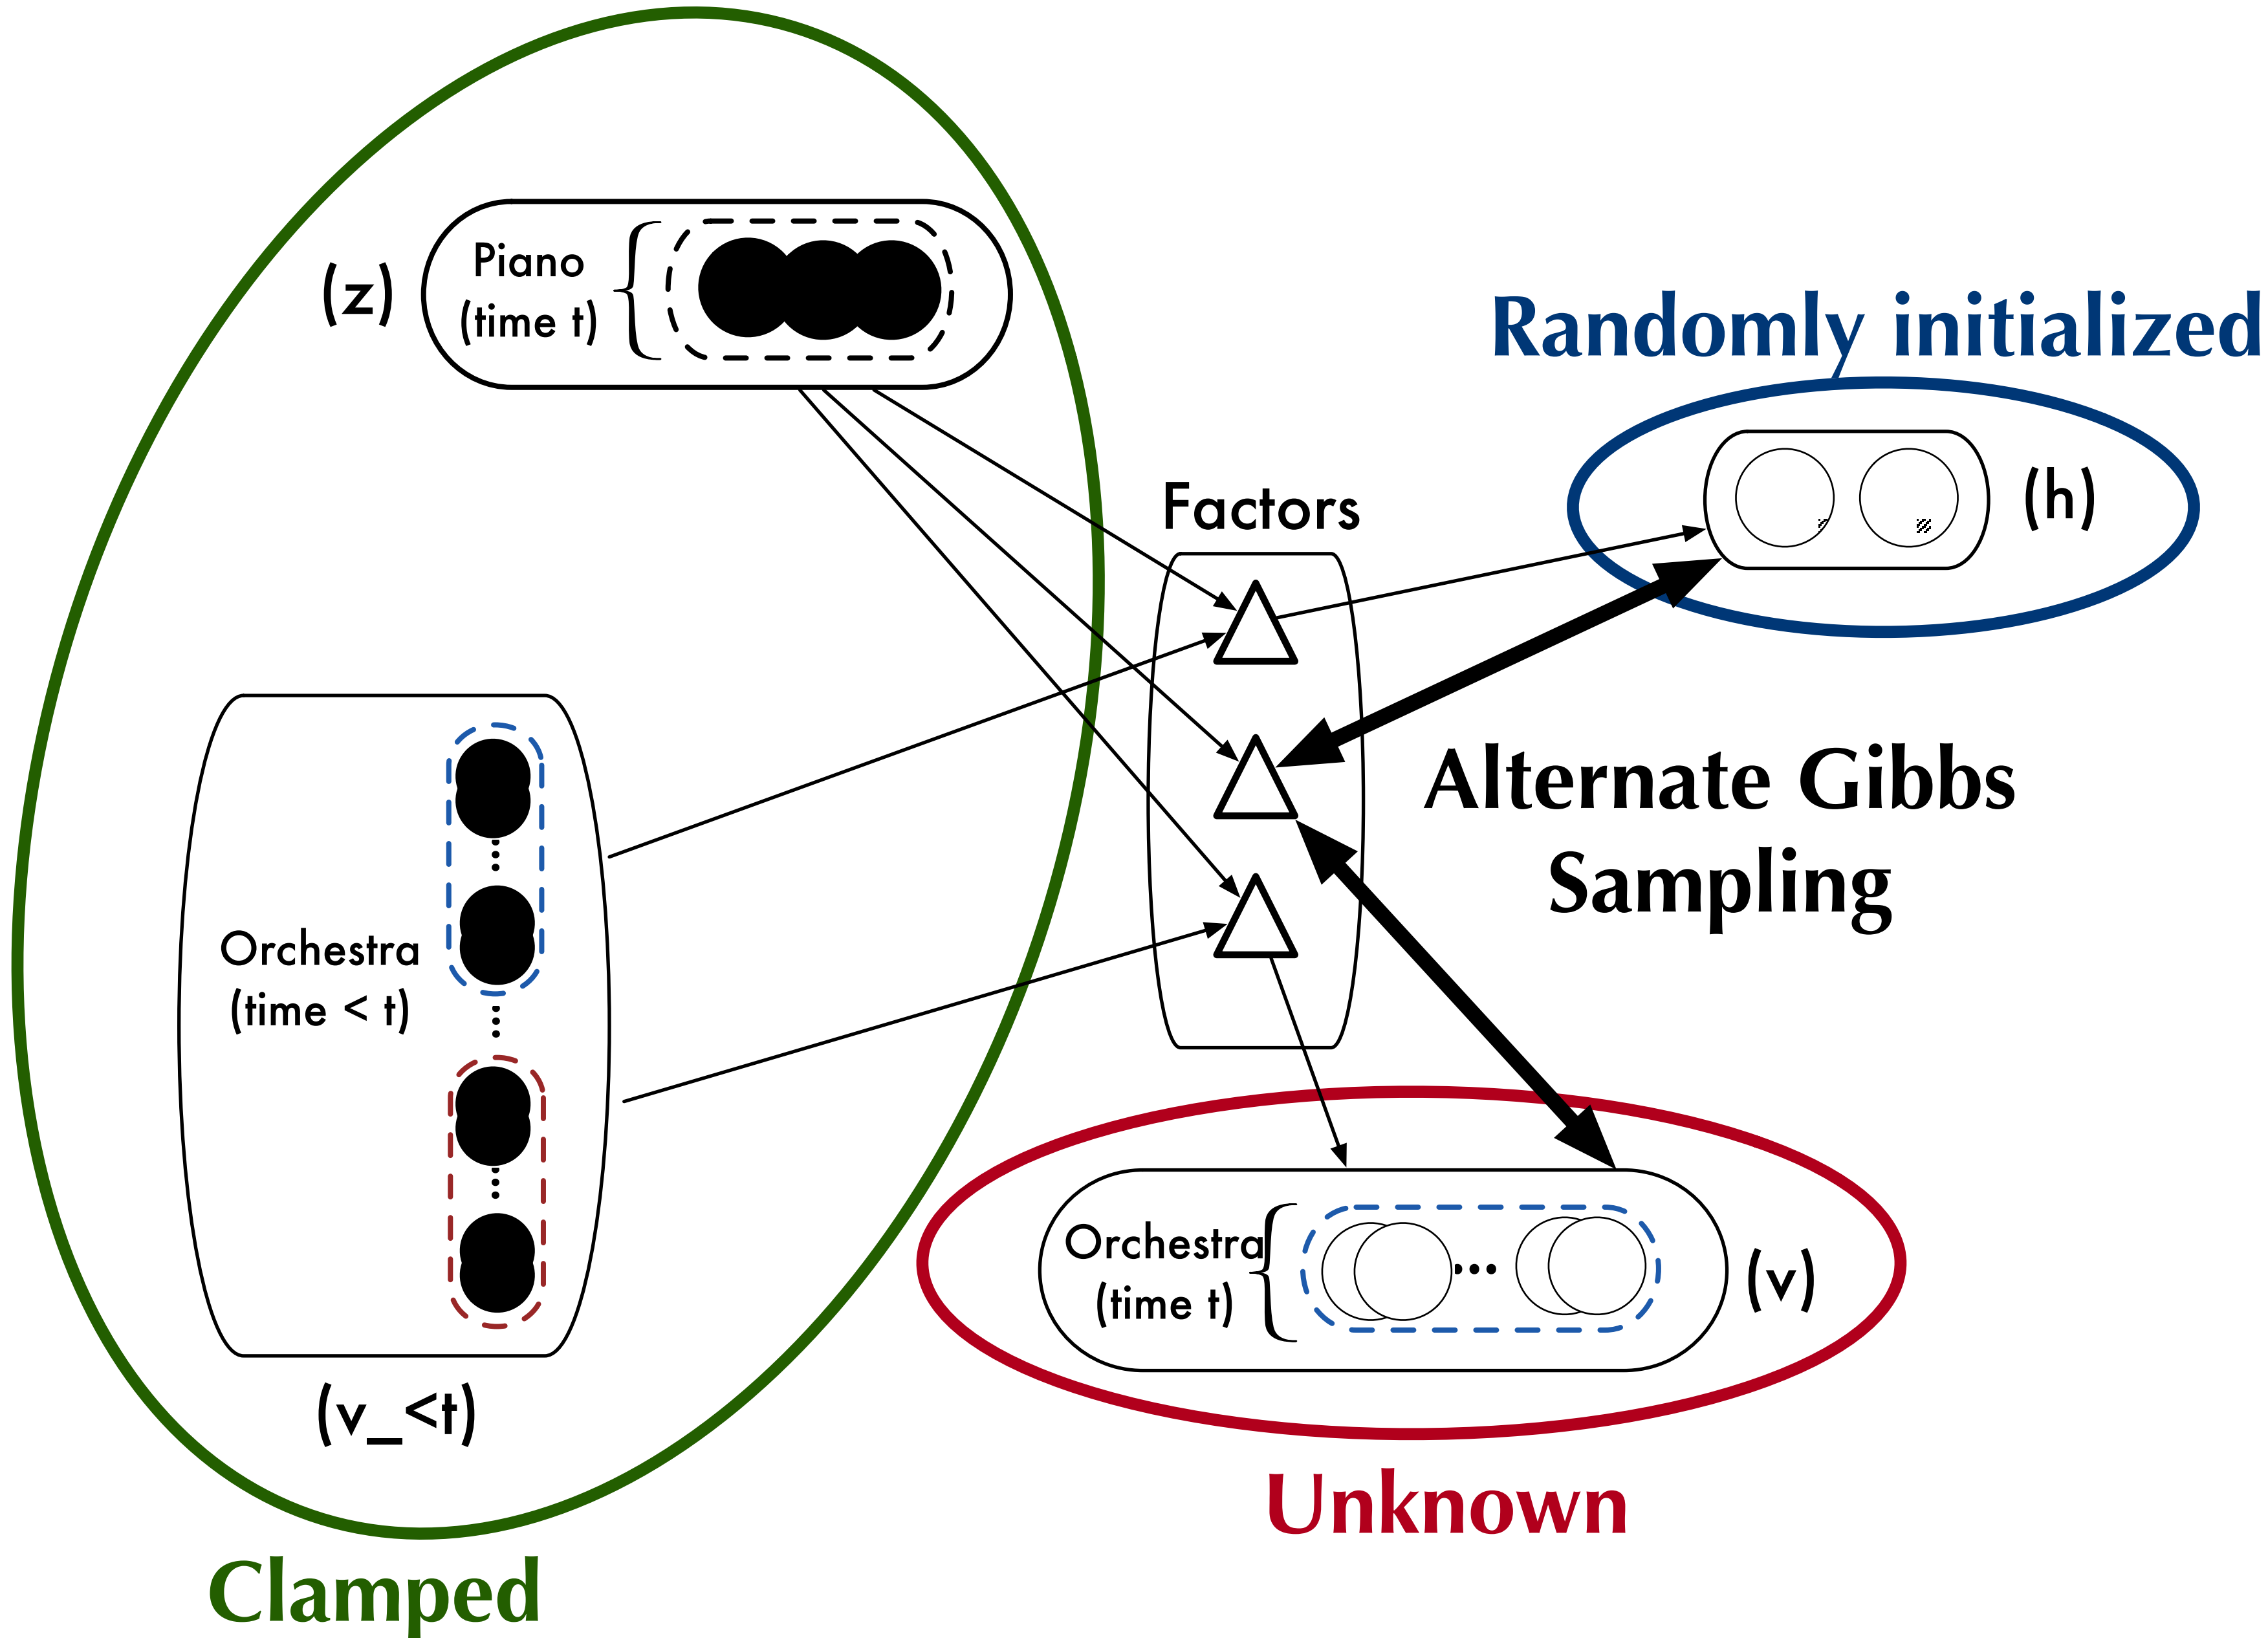 Piano
(z)
(time t)
Randomly initialized
(h)
Factors
Alternate Gibbs
Sampling
Orchestra
(time < t)
(v_<t)
Orchestra
(time t)
(v)
Unknown
Clamped